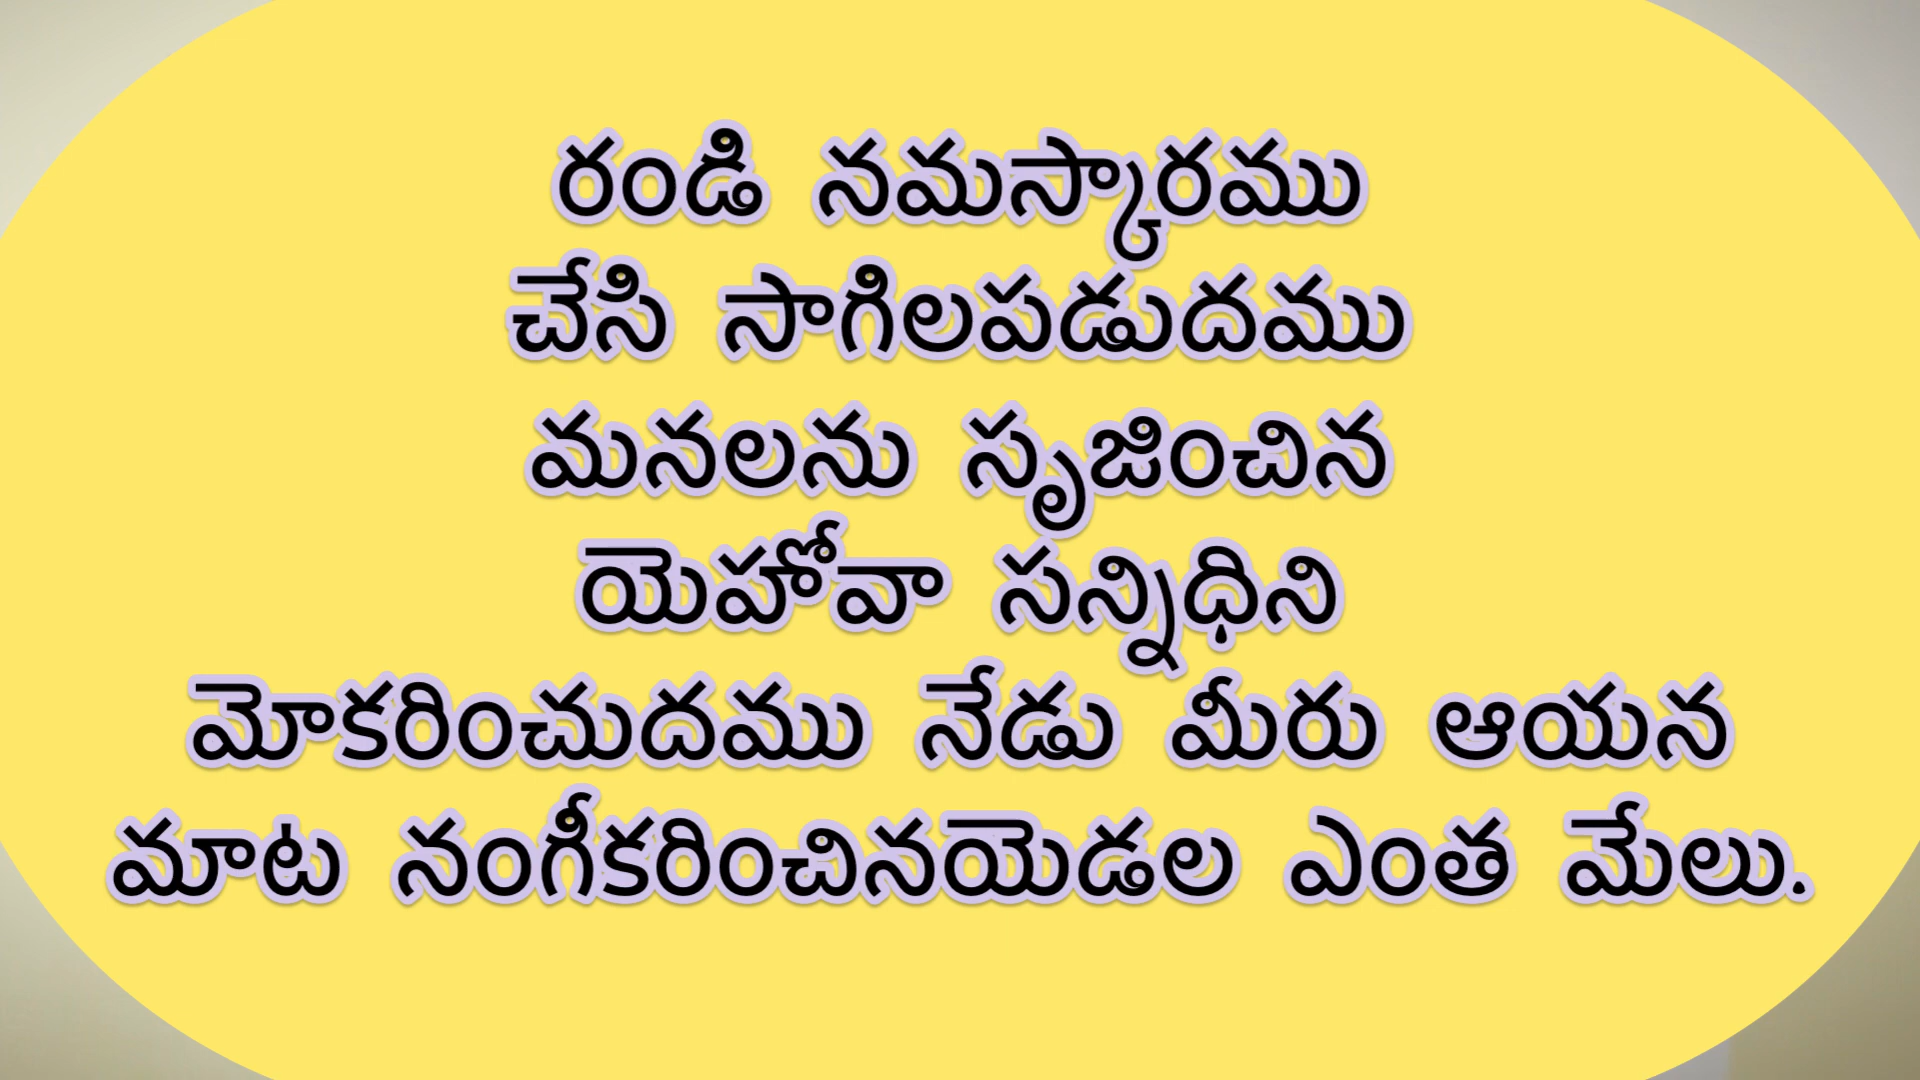 రండి నమస్కారము
చేసి సాగిలపడుదము
మనలను సృజించిన
యెహోవా సన్నిధిని
మోకరించుదము నేడు మీరు ఆయన
మాట నంగీకరించినయెడల ఎంత మేలు.